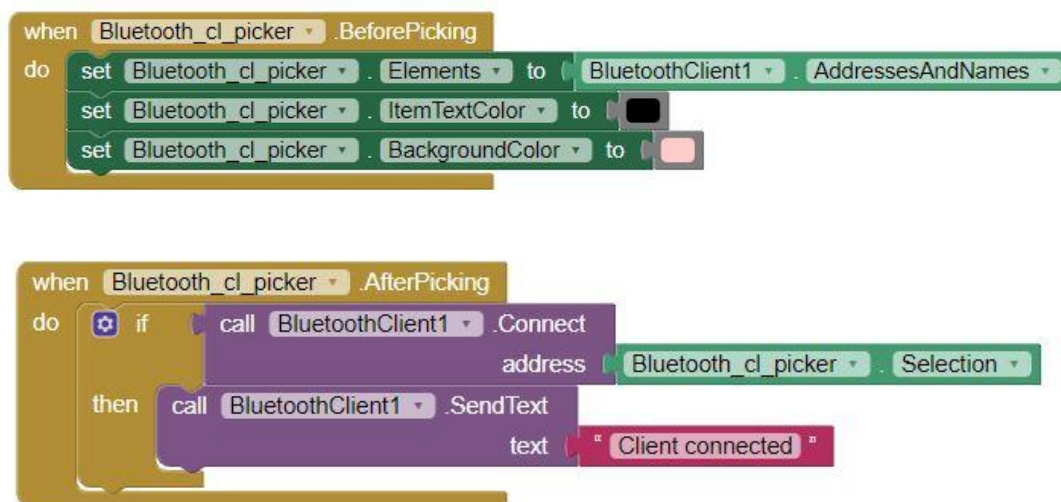 when Bluetooth_cl_picker .BeforePicking
do set Bluetooth_cl_picker . Elements to BluetoothClient1 . AddressesAndNames
set Bluetooth_cl_picker . ItemTextColor to
set Bluetooth_cl_picker . BackgroundColor to
when Bluetooth_cl_picker .AfterPicking
do if call BluetoothClient1 .Connect
address Bluetooth_cl_picker . Selection
then call BluetoothClient1 .SendText
text " Client connected "